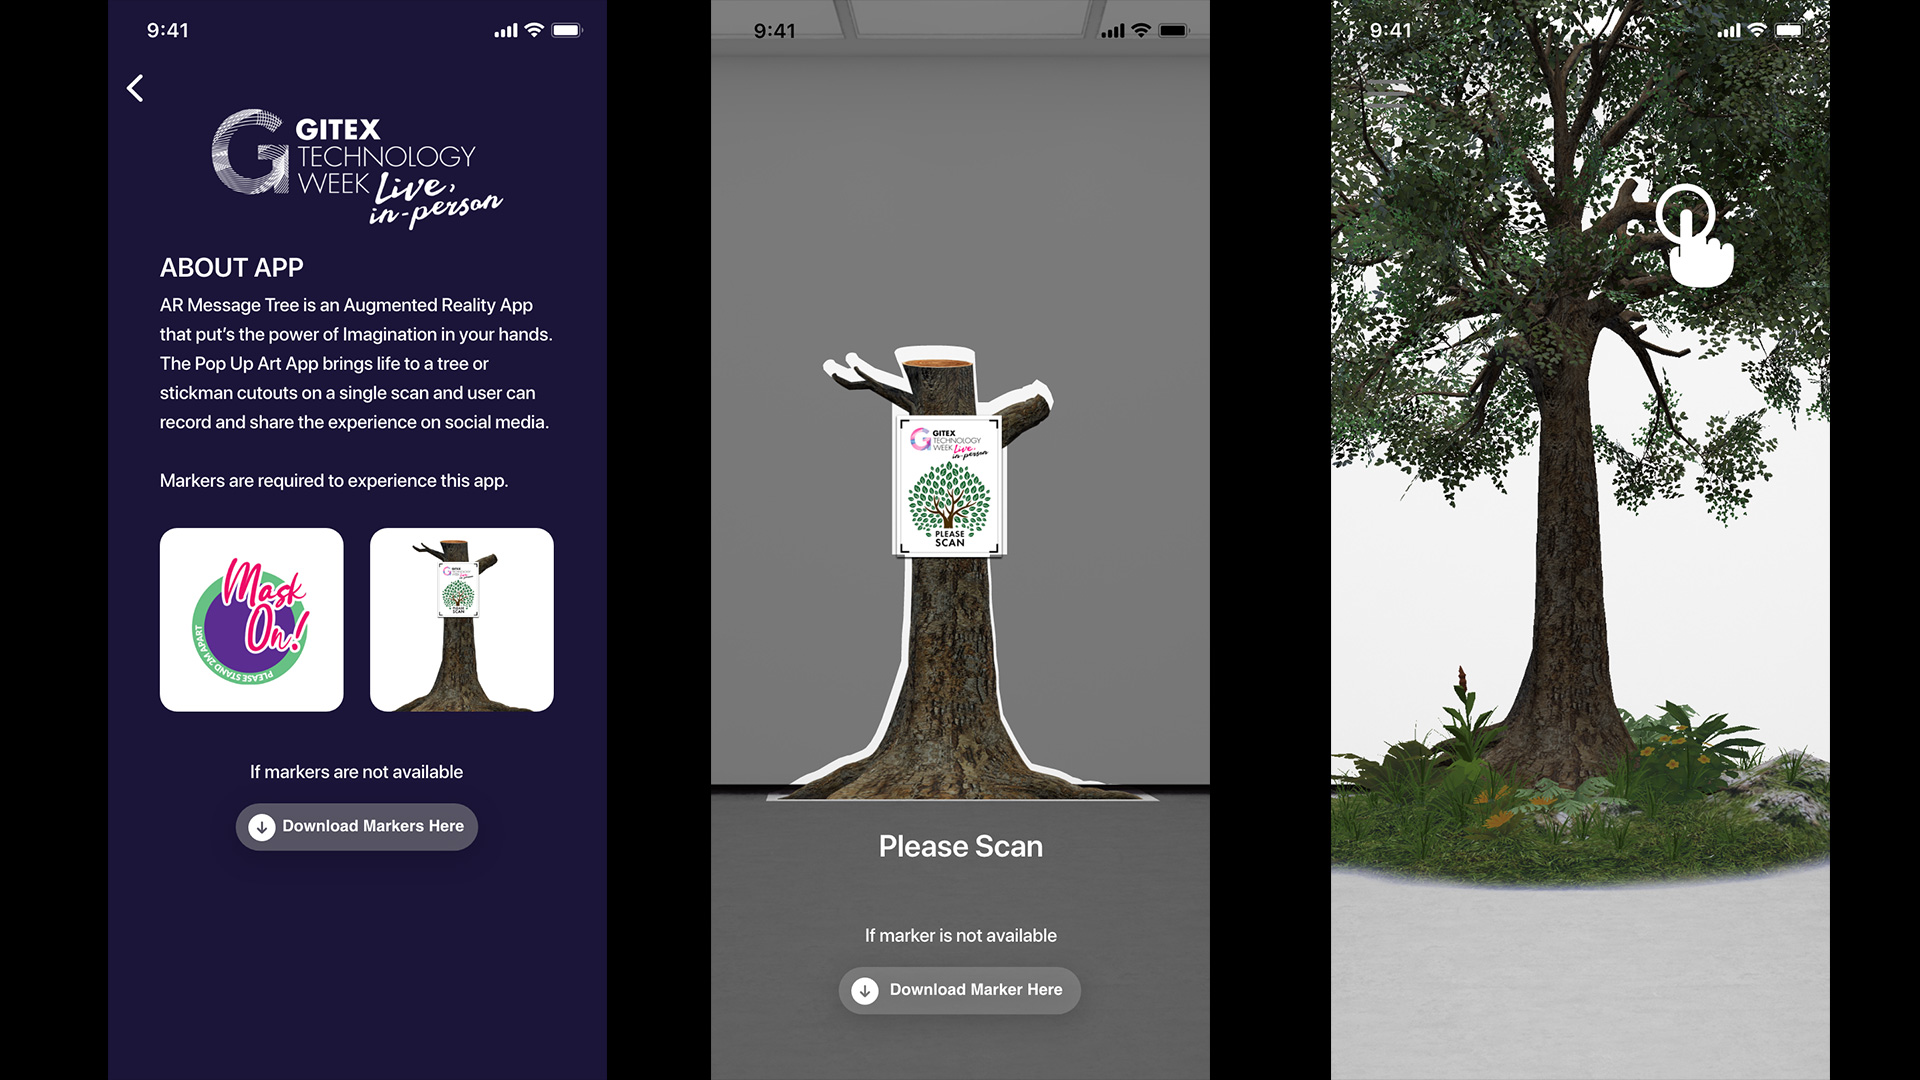 9:41
GITEX
TECHNOLOGY
WEEK Live,
in-person
ABOUT APP
AR Message Tree is an Augmented Reality App
that put's the power of Imagination in your hands.
The Pop Up Art App brings life to a tree or
stickman cutouts on a single scan and user can
record and share the experience on social media.
Markers are required to experience this app.
Mask
On!
PLEASE STAND 2M APART
GITEX
PLEASE
SCAN
If markers are not available
Download Markers Here
9:41
GITEX
TECHNOLOGY
WEEK Live,
in-person
PLEASE
SCAN
Please Scan
If marker is not available
Download Marker Here
9:41